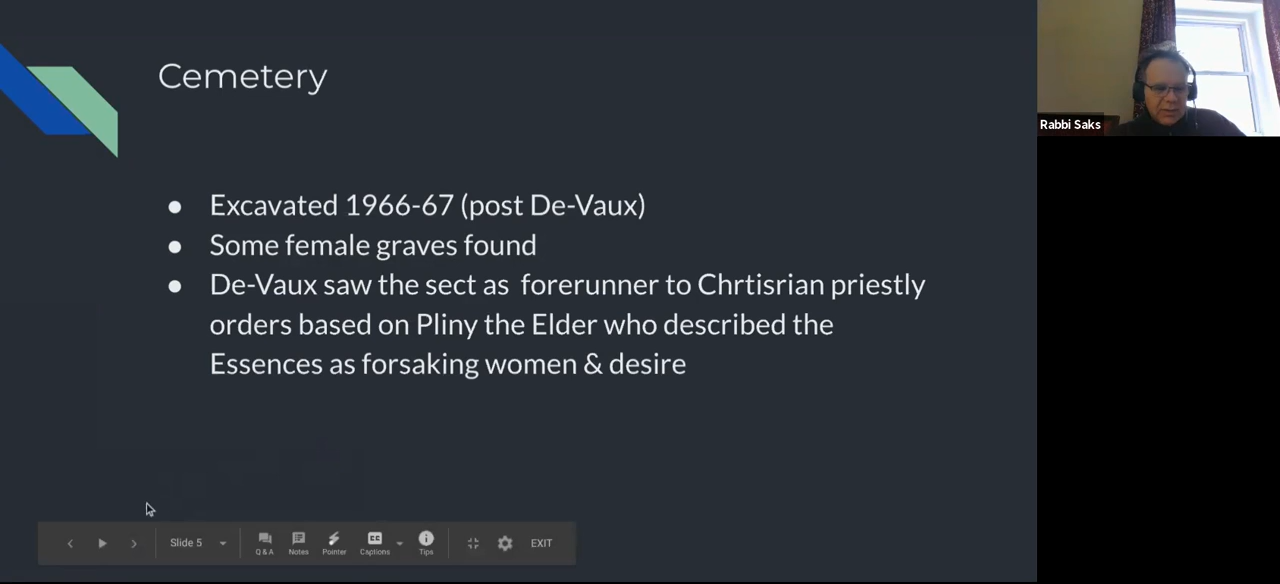 Cemetery
Rabbi Saks
● Excavated 1966-67 (post De-Vaux)
● Some female graves found
● De-Vaux saw the sect as  forerunner to Chrtisrian priestly
orders based on Pliny the Elder who described the
Essences as forsaking women & desire
Slide 5
Q & A
Notes
Pointer
Captions
CC
Tips
EXIT